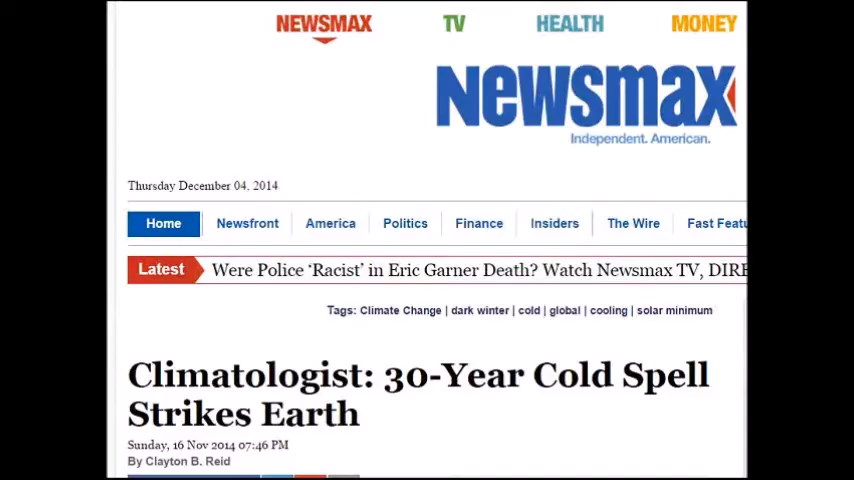 NEWSMAX TV HEALTH MONEY
Newsmax
Independent. American.
Thursday December 04, 2014
Home Newsfront America Politics Finance Insiders The Wire Fast Featu
Latest Were Police ‘Racist’ in Eric Garner Death? Watch Newsmax TV, DIRE
Tags: Climate Change | dark winter | cold | global | cooling | solar minimum
Climatologist: 30-Year Cold Spell
Strikes Earth
Sunday, 16 Nov 2014 07:46 PM
By Clayton B. Reid